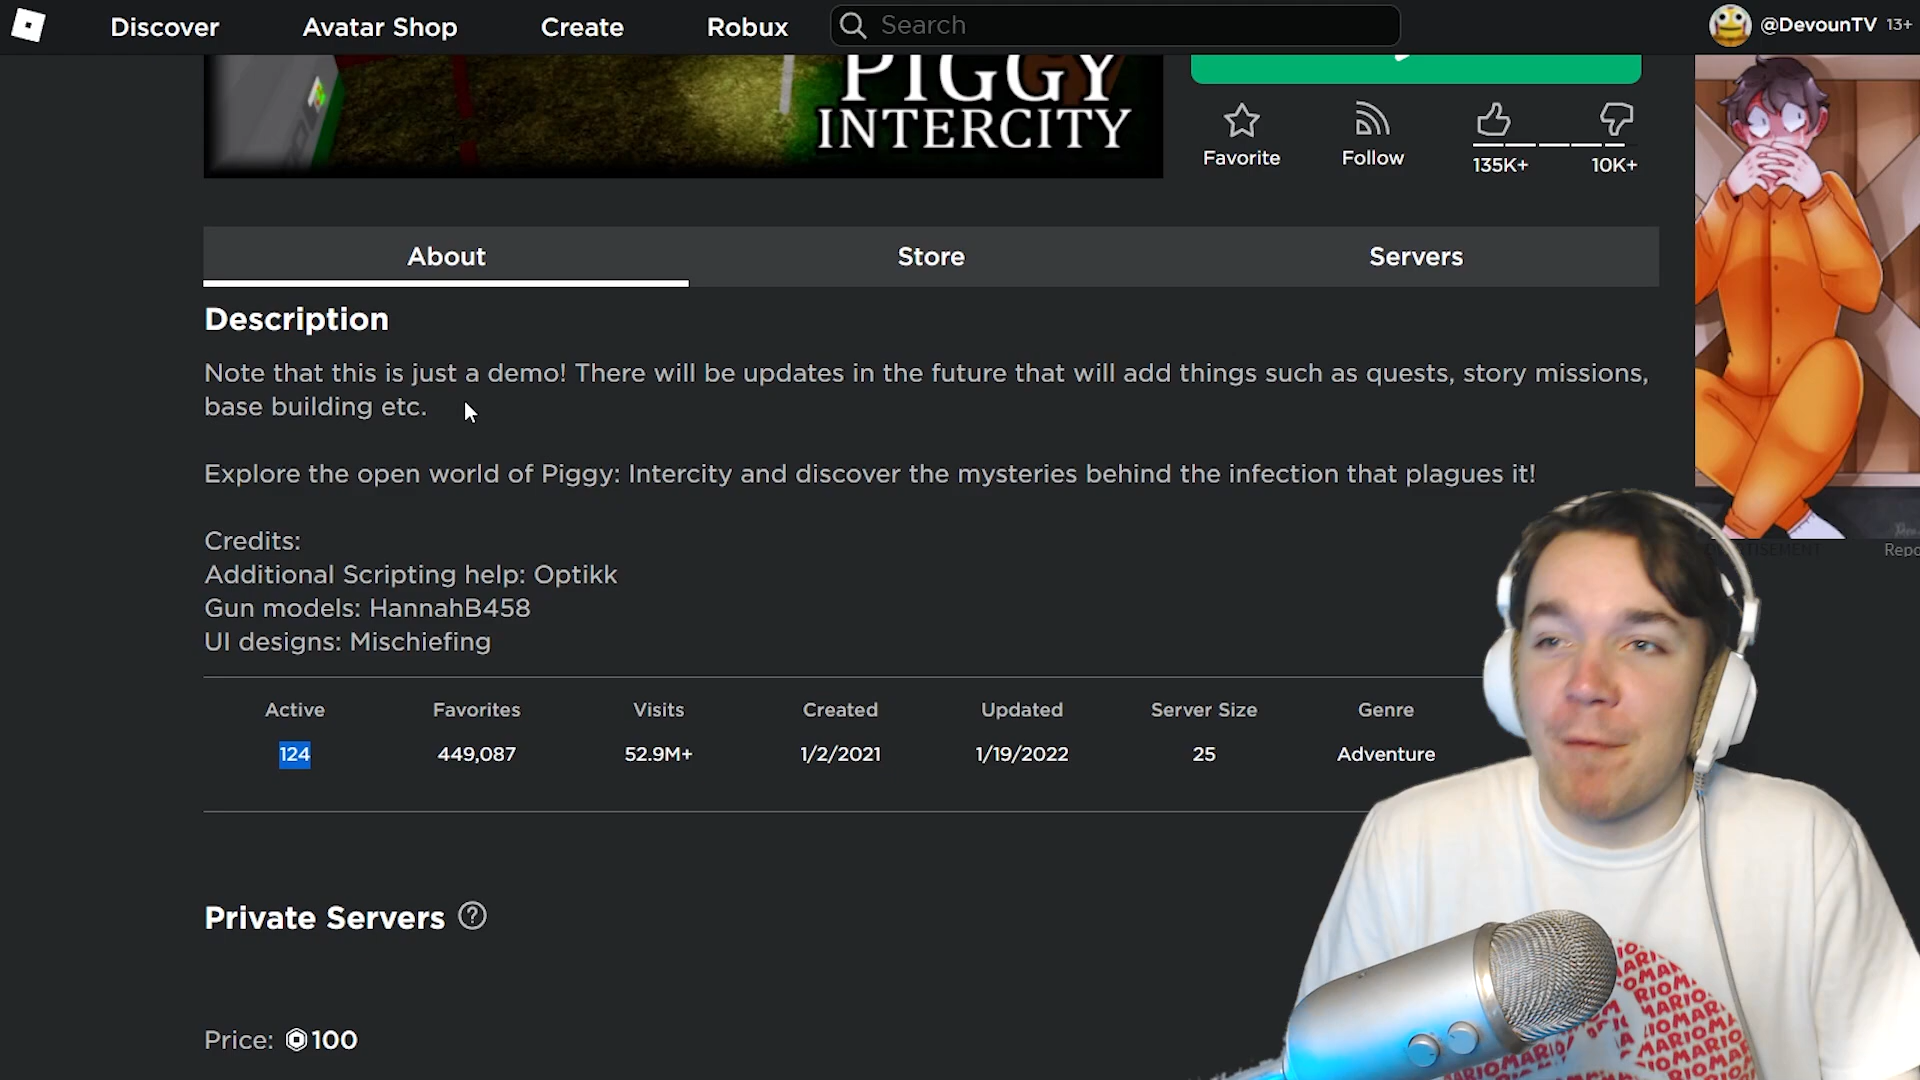 Discover Avatar Shop Create Robux Search @DevounTV 13+
PIGGY
INTERCITY
Favorite Follow 135K+ 10K+
About Store Servers
Description
Note that this is just a demo! There will be updates in the future that will add things such as quests, story missions,
base building etc.
Explore the open world of Piggy: Intercity and discover the mysteries behind the infection that plagues it!
Credits:
Additional Scripting help: Optikk
Gun models: HannahB458
UI designs: Mischiefing
Active Favorites Visits Created Updated Server Size Genre
124 449,087 52.9M+ 1/2/2021 1/19/2022 25 Adventure
Private Servers
Price: 100
MARIO